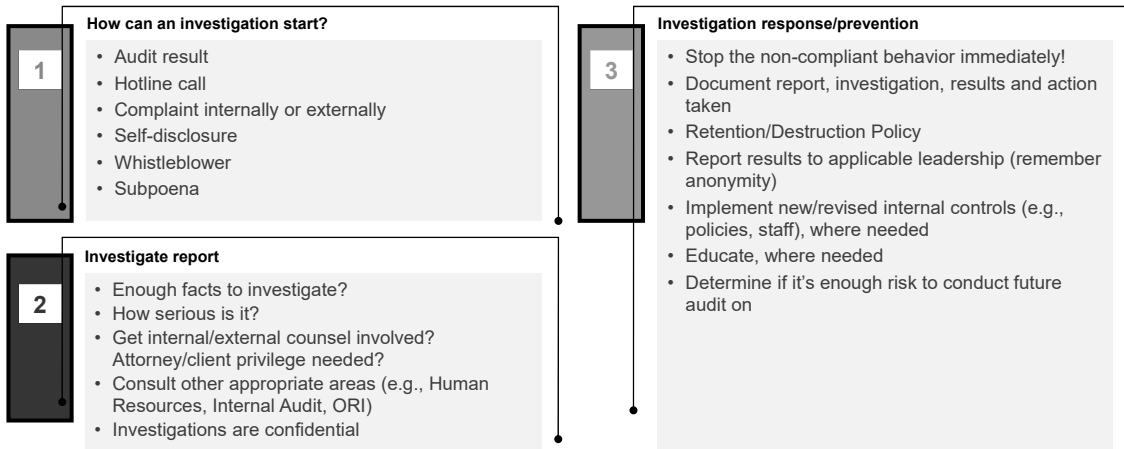 1
How can an investigation start?
• Audit result
• Hotline call
• Complaint internally or externally
• Self-disclosure
• Whistleblower
• Subpoena
2
Investigate report
• Enough facts to investigate?
• How serious is it?
• Get internal/external counsel involved?
Attorney/client privilege needed?
• Consult other appropriate areas (e.g., Human
Resources, Internal Audit, ORI)
• Investigations are confidential
3
Investigation response/prevention
• Stop the non-compliant behavior immediately!
• Document report, investigation, results and action
taken
• Retention/Destruction Policy
• Report results to applicable leadership (remember
anonymity)
• Implement new/revised internal controls (e.g.,
policies, staff), where needed
• Educate, where needed
• Determine if it's enough risk to conduct future
audit on